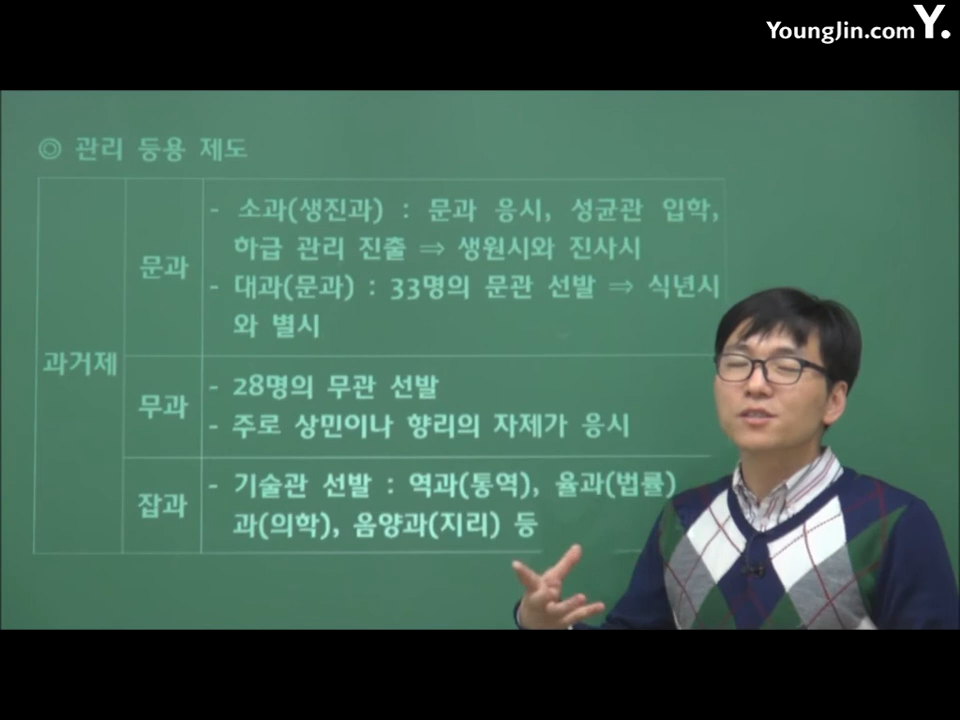 YoungJin.com Y.
◎ 관리 등용 제도
과거제
문과
- 소과(생진과) : 문과 응시, 성균관 입학,
하급 관리 진출 ⇒ 생원시와 진사시
- 대과(문과) : 33명의 문관 선발 ⇒ 식년시
와 별시
무과
- 28명의 무관 선발
- 주로 상민이나 향리의 자제가 응시
잡과
- 기술관 선발 : 역과(통역), 율과(법률)
과(의학), 음양과(지리) 등